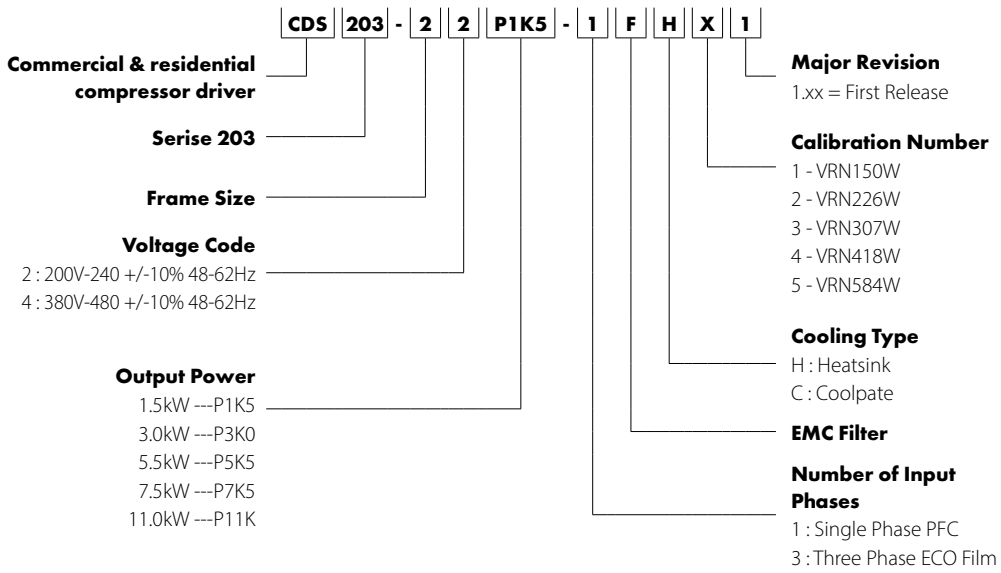 CDS 203 - 2 2 P1K5 - 1 F H X 1
Commercial & residential
compressor driver
Serise 203
Frame Size
Voltage Code
2 : 200V-240 +/-10% 48-62Hz
4 : 380V-480 +/-10% 48-62Hz
Output Power
1.5kW ---P1K5
3.0kW ---P3K0
5.5kW ---P5K5
7.5kW ---P7K5
11.0kW ---P11K
Major Revision
1.xx = First Release
Calibration Number
1 - VRN150W
2 - VRN226W
3 - VRN307W
4 - VRN418W
5 - VRN584W
Cooling Type
H : Heatsink
C : Coolpate
EMC Filter
Number of Input
Phases
1 : Single Phase PFC
3 : Three Phase ECO Film